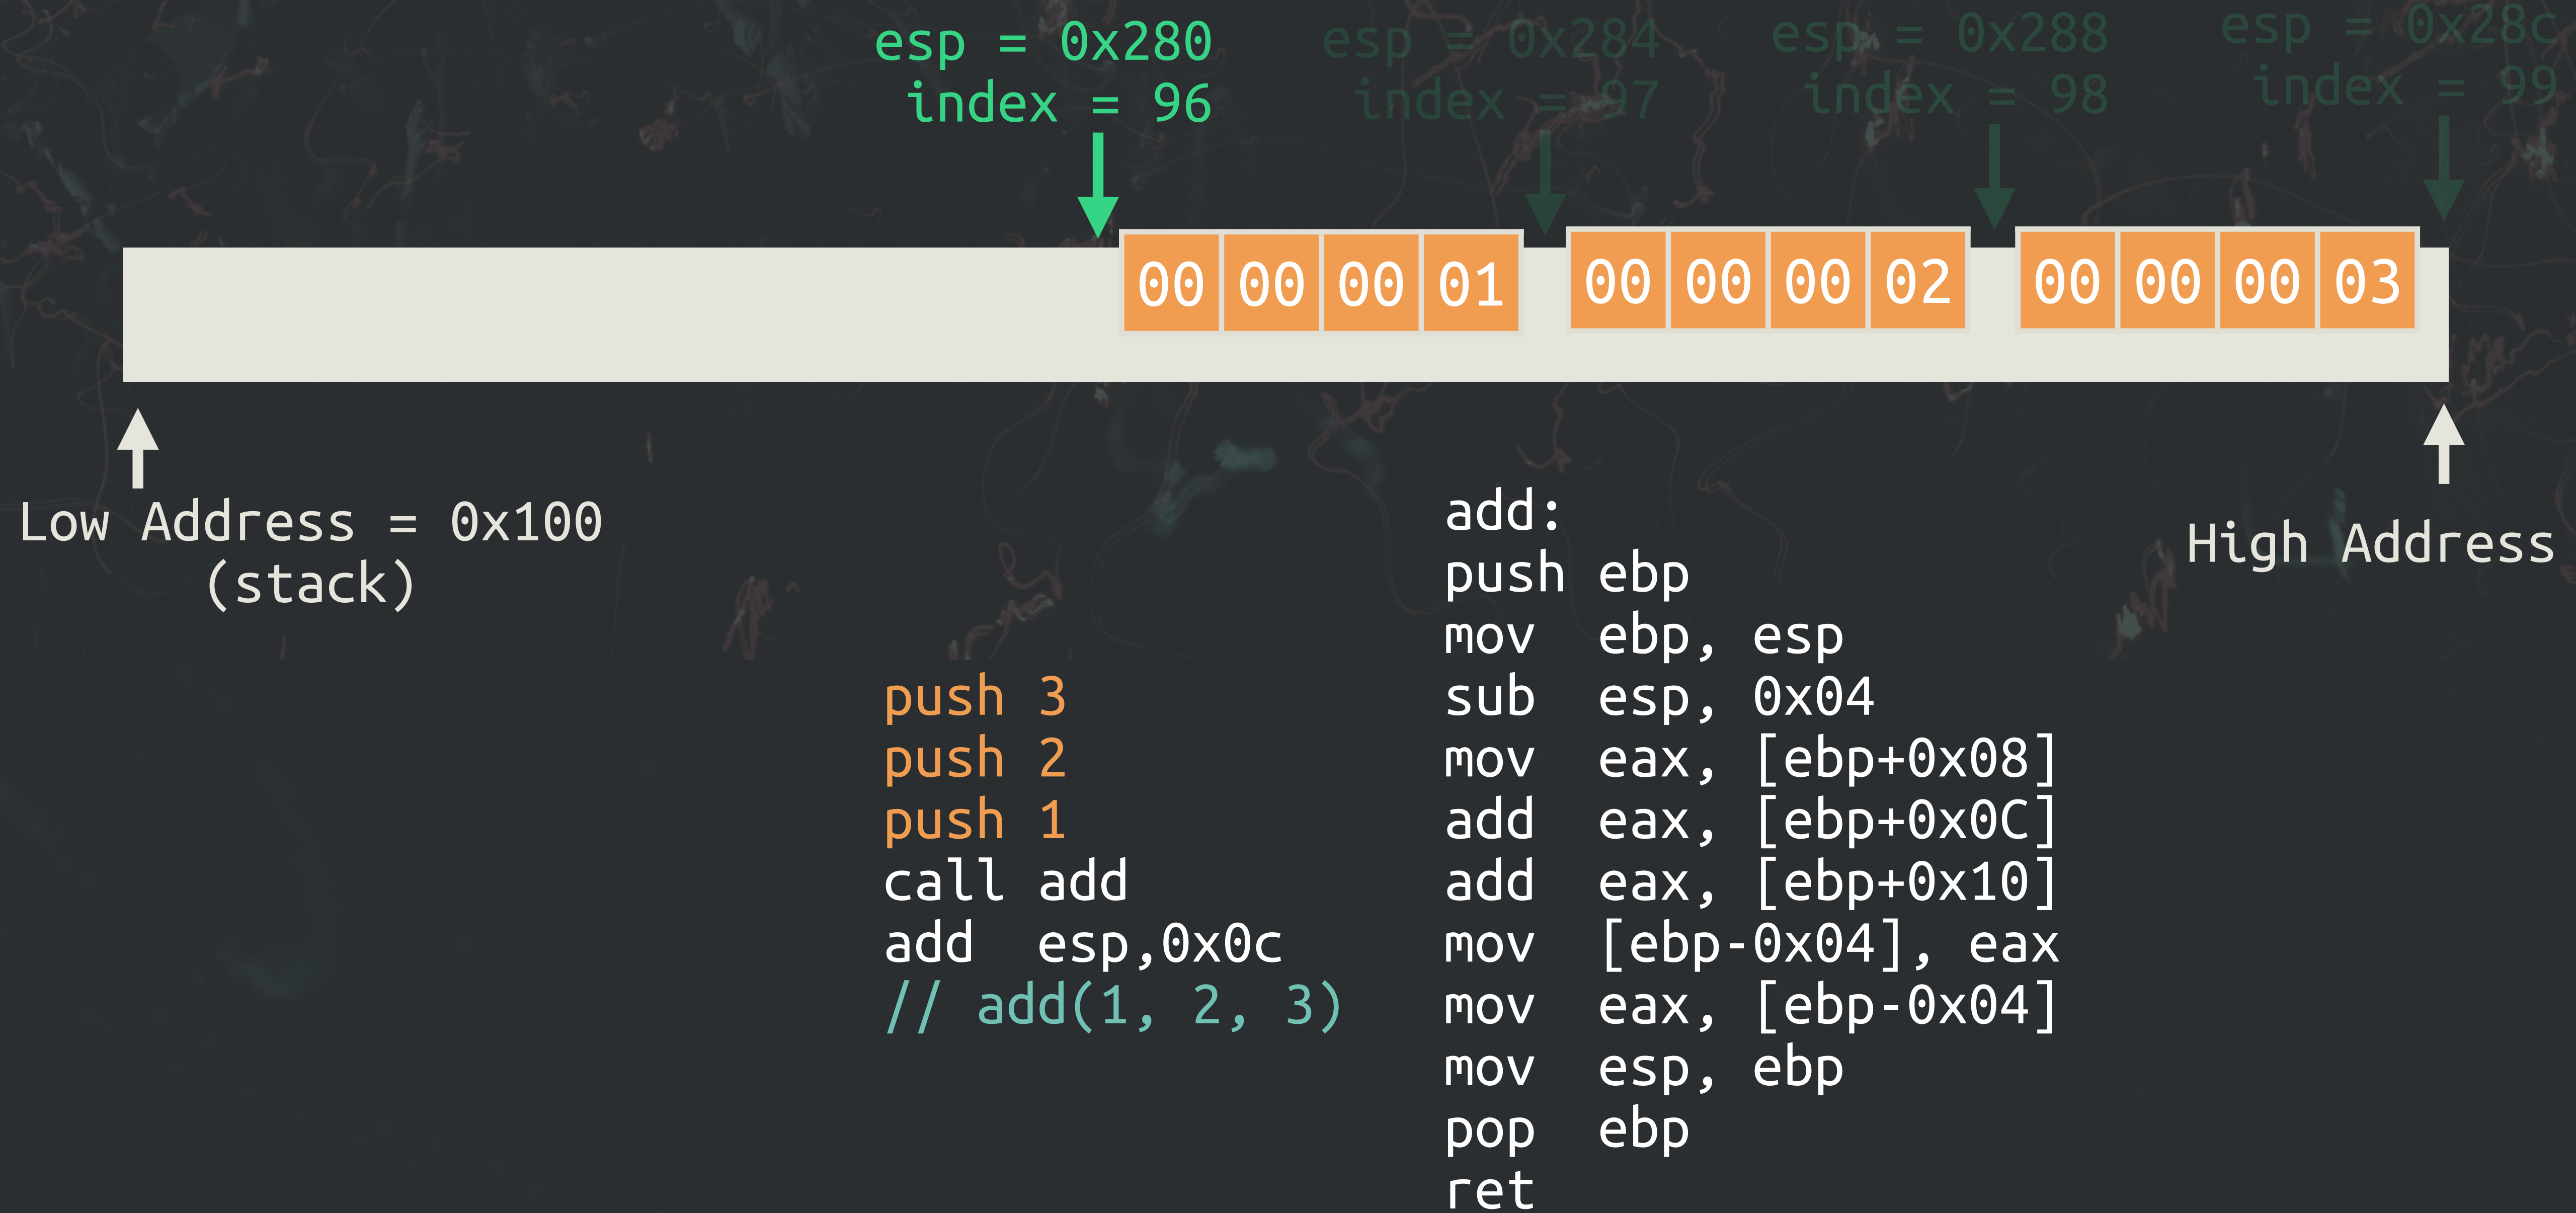 esp = 0x280
index = 96
esp = 0x284
index = 97
esp = 0x288
index = 98
esp = 0x28c
index = 99
00 00 00 01
00 00 00 02
00 00 00 03
Low Address = 0x100
(stack)
High Address
push 3
push 2
push 1
call add
add  esp,0x0c
// add(1, 2, 3)
add:
push ebp
mov  ebp, esp
sub  esp, 0x04
mov  eax, [ebp+0x08]
add  eax, [ebp+0x0C]
add  eax, [ebp+0x10]
mov  [ebp-0x04], eax
mov  eax, [ebp-0x04]
mov  esp, ebp
pop  ebp
ret